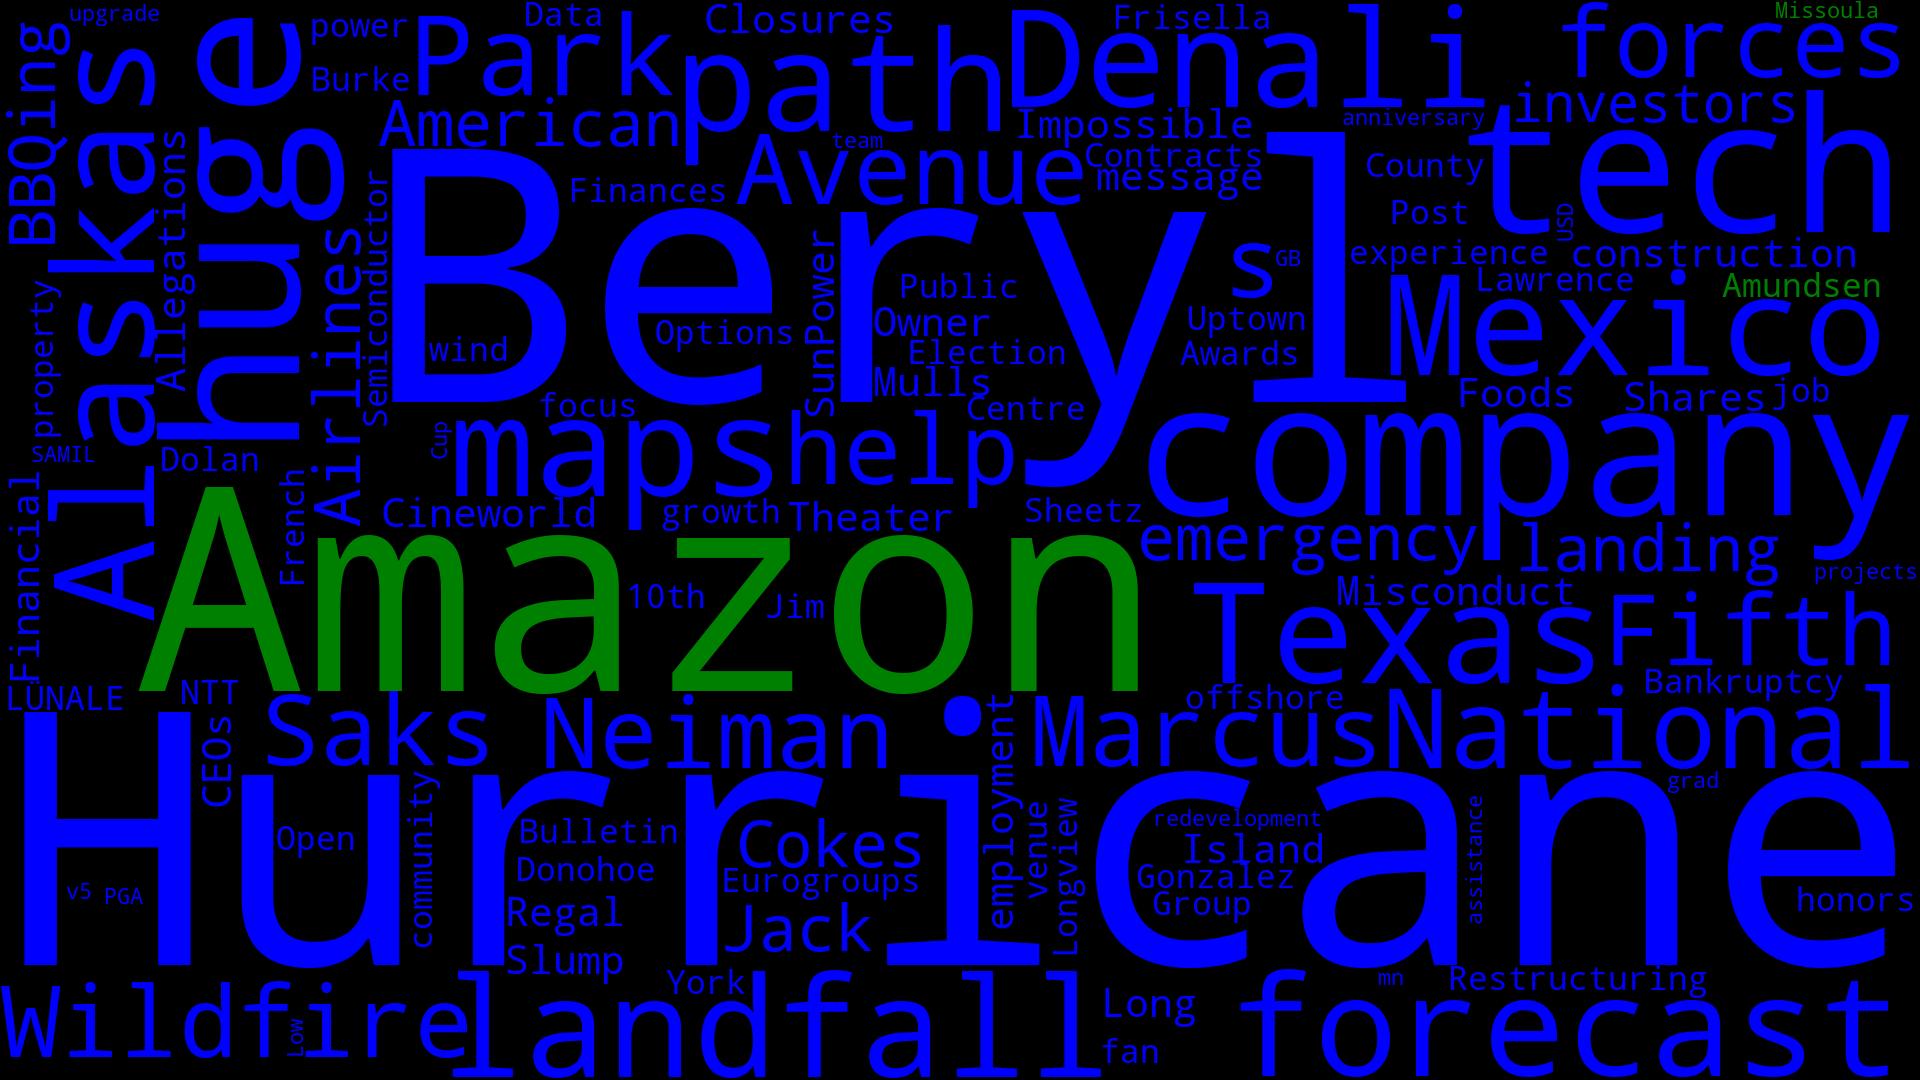 upgrade
BBQing
Alaskas
huge
power
Burke
Park
Data
Closures
path
Denali
Frisella
Missoula
forces
American
Impossible
investors
anniversary
team
Avenue
Contracts
message
County
tech
Allegations
Semiconductor
Airlines
Finances
Beryl
Post
USD
s
GB
experience
construction
Lawrence
Amundsen
Mexico
property
SunPower
Public
Owner
Options
wind
Election
Mulls
Uptown
Awards
Foods
Shares
job
focus
Centre
Cup
maps
help
company
SAMIL
Dolan
Financial
French
Cineworld
growth
Theater
Sheetz
emergency
landing
projects
Amazon
10th
Jim
Misconduct
Texas
Fifth
LÜNALE
NTT
CEOs
Saks
Neiman
offshore
Marcus
Bankruptcy
National
employment
Hurricane
grad
community
Open
Bulletin
Cokes
venue
Longview
redevelopment
Island
assistance
Donohoe
Eurogroups
Gonzalez
Group
v5
PGA
honors
Regal
Jack
Slump
York
mn
Restructuring
Wildfire
Low
landfall
Long
fan
forecast